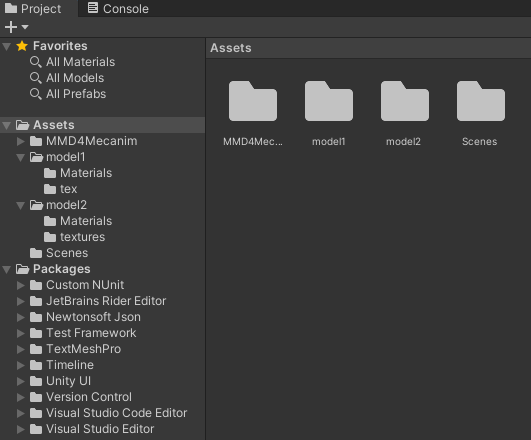 Project
Console
Favorites
All Materials
All Models
All Prefabs
Assets
MMD4Mecanim
model1
Materials
tex
model2
Materials
textures
Scenes
Packages
Custom NUnit
JetBrains Rider Editor
Newtonsoft Json
Test Framework
TextMeshPro
Timeline
Unity UI
Version Control
Visual Studio Code Editor
Visual Studio Editor
Assets
MMD4Mec...
model1
model2
Scenes